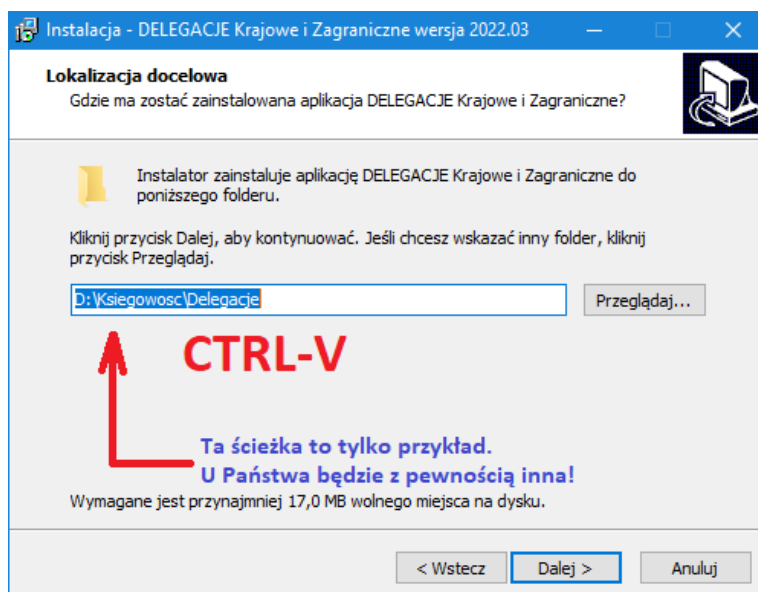 Instalacja - DELEGACJE Krajowe i Zagraniczne wersja 2022.03
Lokalizacja docelowa
Gdzie ma zostać zainstalowana aplikacja DELEGACJE Krajowe i Zagraniczne?
Instalator zainstaluje aplikację DELEGACJE Krajowe i Zagraniczne do
poniższego folderu.
Kliknij przycisk Dalej, aby kontynuować. Jeśli chcesz wskazać inny folder, kliknij
przycisk Przeglądaj.
D:\Ksiegowosc\Delegacje
Przeglądaj...
CTRL-V
Ta ścieżka to tylko przykład.
U Państwa będzie z pewnością inna!
Wymagane jest przynajmniej 17,0 MB wolnego miejsca na dysku.
< Wstecz
Dalej >
Anuluj